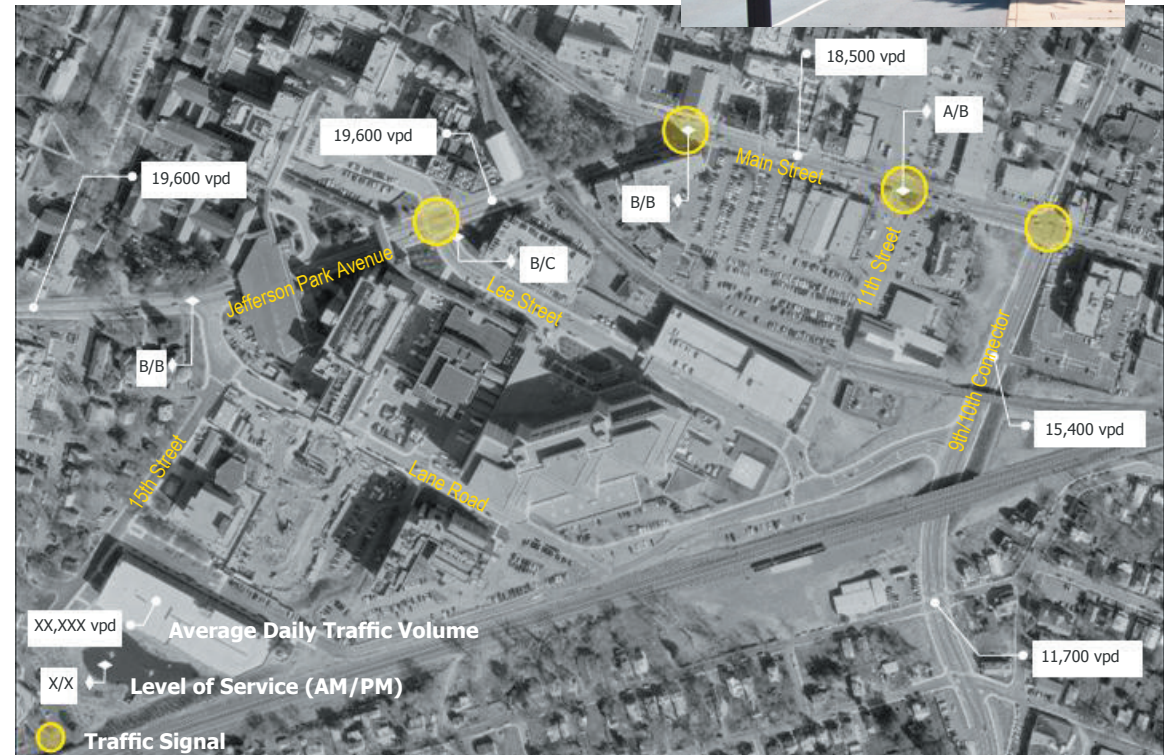 18,500 vpd
A/B
19,600 vpd
Main Street
19,600 vpd
B/B
11th Street
B/C
Jefferson Park Avenue
Lee Street
9th/10th Connector
B/B
15,400 vpd
15th Street
Lane Road
XX,XXX vpd
Average Daily Traffic Volume
11,700 vpd
X/X
Level of Service (AM/PM)
Traffic Signal